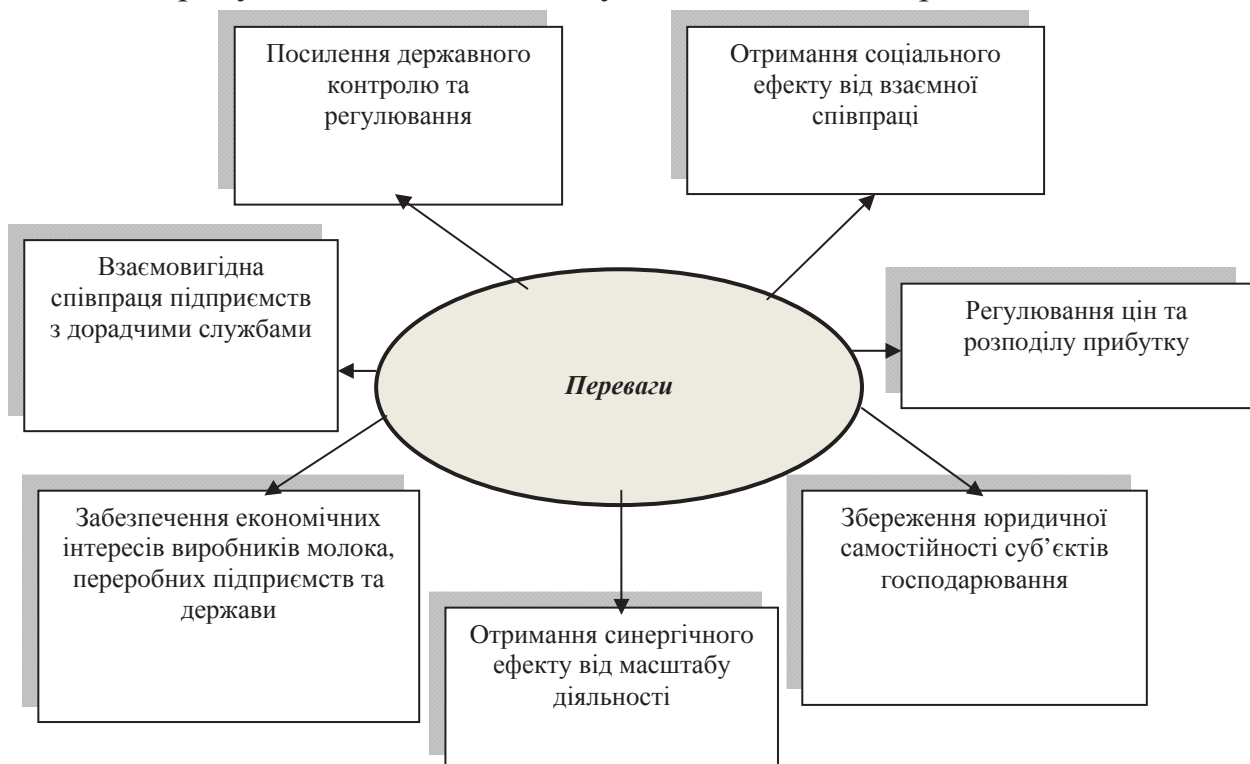 Посилення державного
контролю та
регулювання
Отримання соціального
ефекту від взаємної
співпраці
Взаємовигідна
співпраця підприємств
з дорадчими службами
Регулювання цін та
розподілу прибутку
Переваги
Забезпечення економічних
інтересів виробників молока,
переробних підприємств та
держави
Збереження юридичної
самостійності суб’єктів
господарювання
Отримання синергічного
ефекту від масштабу
діяльності